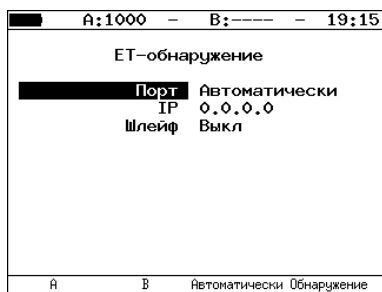 A:1000 – B:---- – 19:15
ЕТ-обнаружение
Порт Автоматически
IP 0.0.0.0
Шлейф Выкл
A B Автоматически Обнаружение